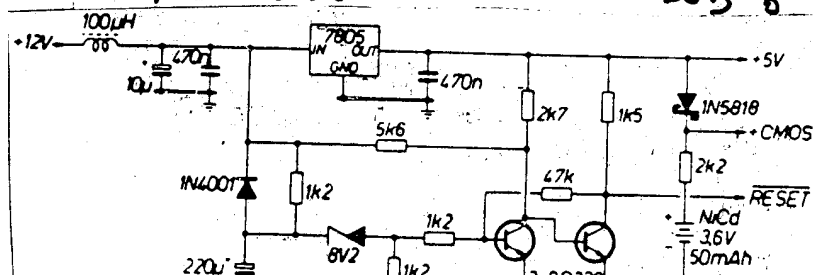 100µH
+12V
7805
IN OUT
GND
+5V
470n
10µ
470n
2k7
1k5
1N5818
5k6
+CMOS
2k2
1N4001
1k2
47k
RESET
1k2
NiCd
3,6V
50mAh
8V2
220µ
1k2